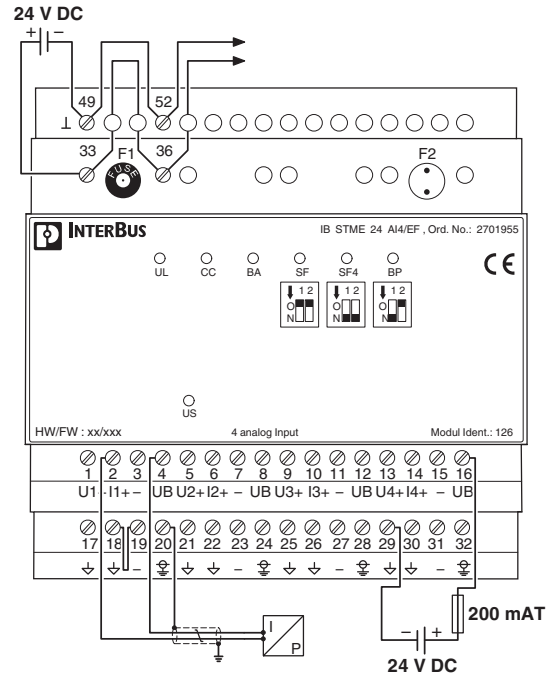 24 V DC
+ –
49 52
⊥
33 F1 36 F2
FUSE
INTERBUS
IB STME 24 AI4/EF , Ord. No.: 2701955
UL CC BA SF SF4 BP
CE
1 2 1 2 1 2
O O O
N N N
US
HW/FW : xx/xxx 4 analog Input Modul Ident.: 126
1 2 3 4 5 6 7 8 9 10 11 12 13 14 15 16
U1+ I1+ – UB U2+ I2+ – UB U3+ I3+ – UB U4+ I4+ – UB
17 18 19 20 21 22 23 24 25 26 27 28 29 30 31 32
– – – –
I
P
200 mAT
– +
24 V DC